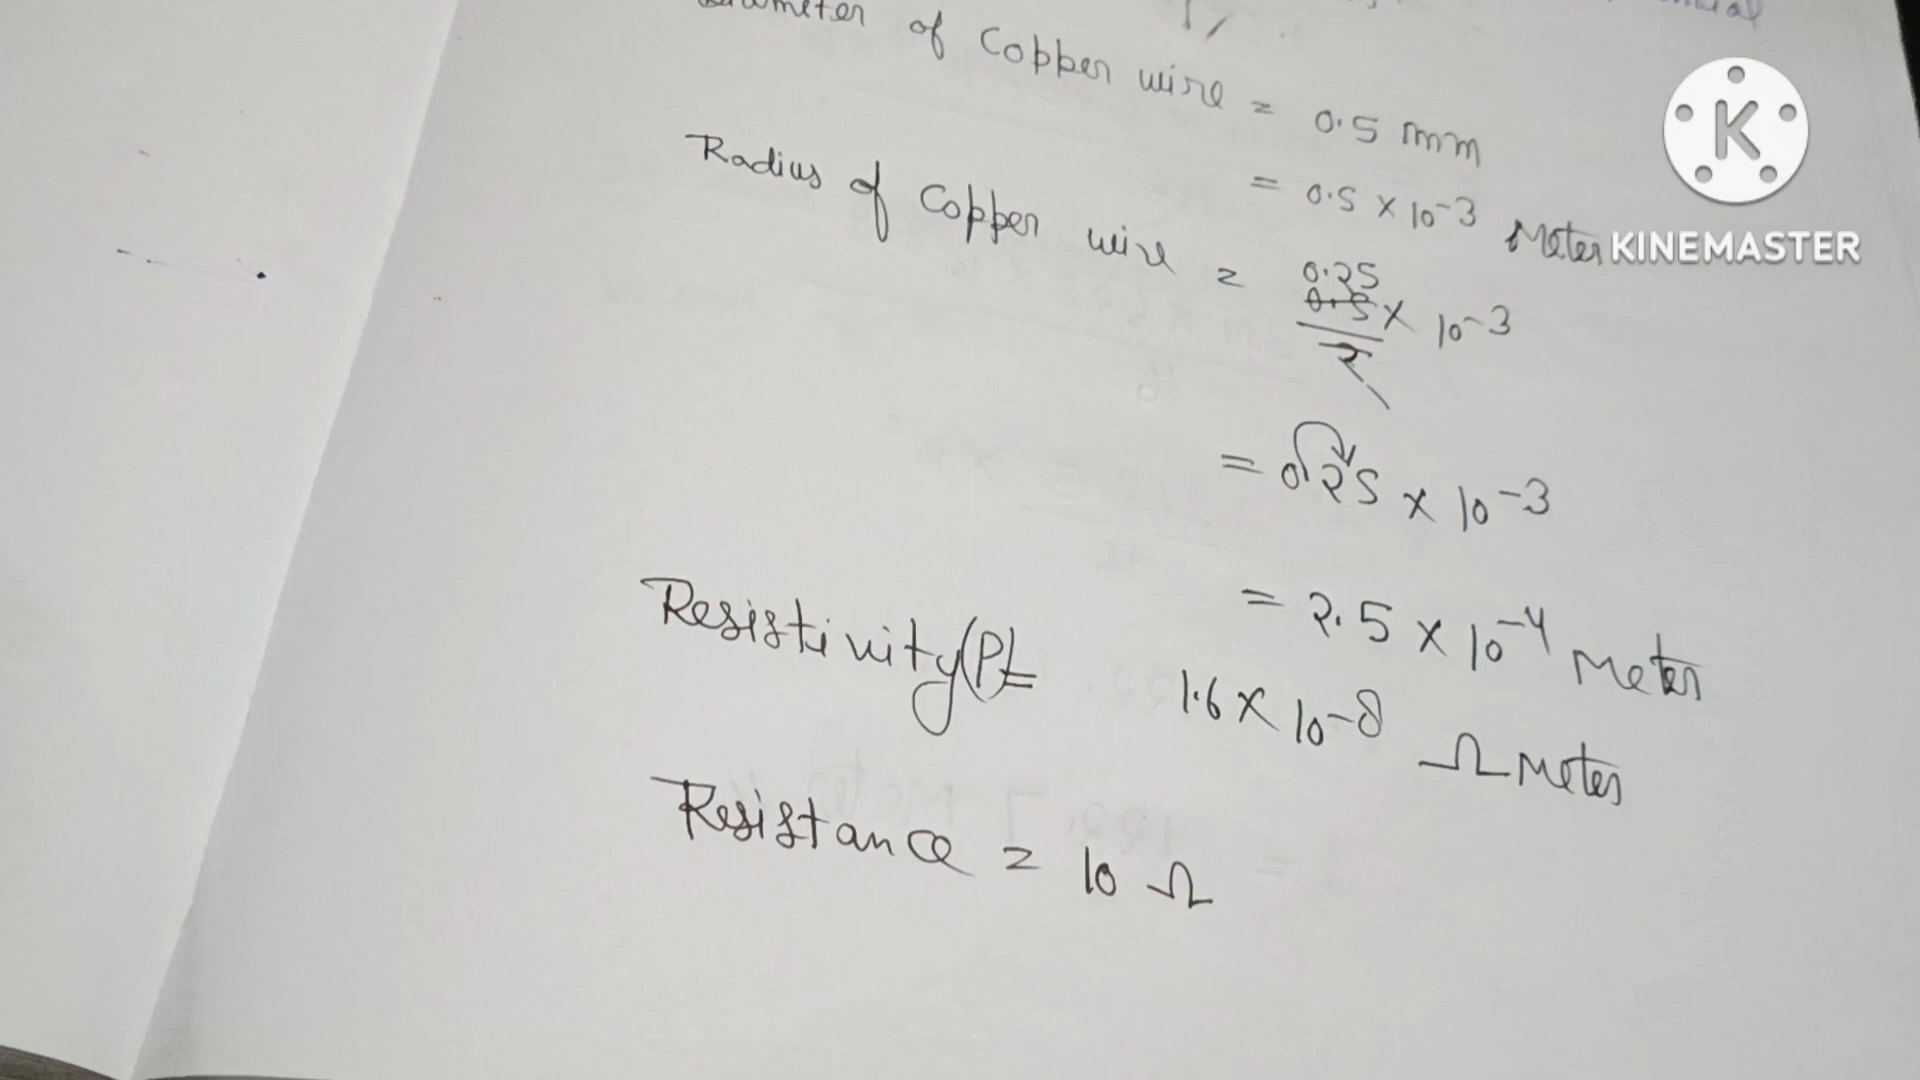 of Copper wire = 0.5 mm
= 0.5 × 10-3 Meter
Radius of Copper wire = 0.25
0.5 × 10-3
2
= 0.25 × 10-3
= 2.5 × 10-4 Meter
Resistivity(P)= 1.6 × 10-8 Ω Meter
Resistance = 10 Ω
K
KINEMASTER